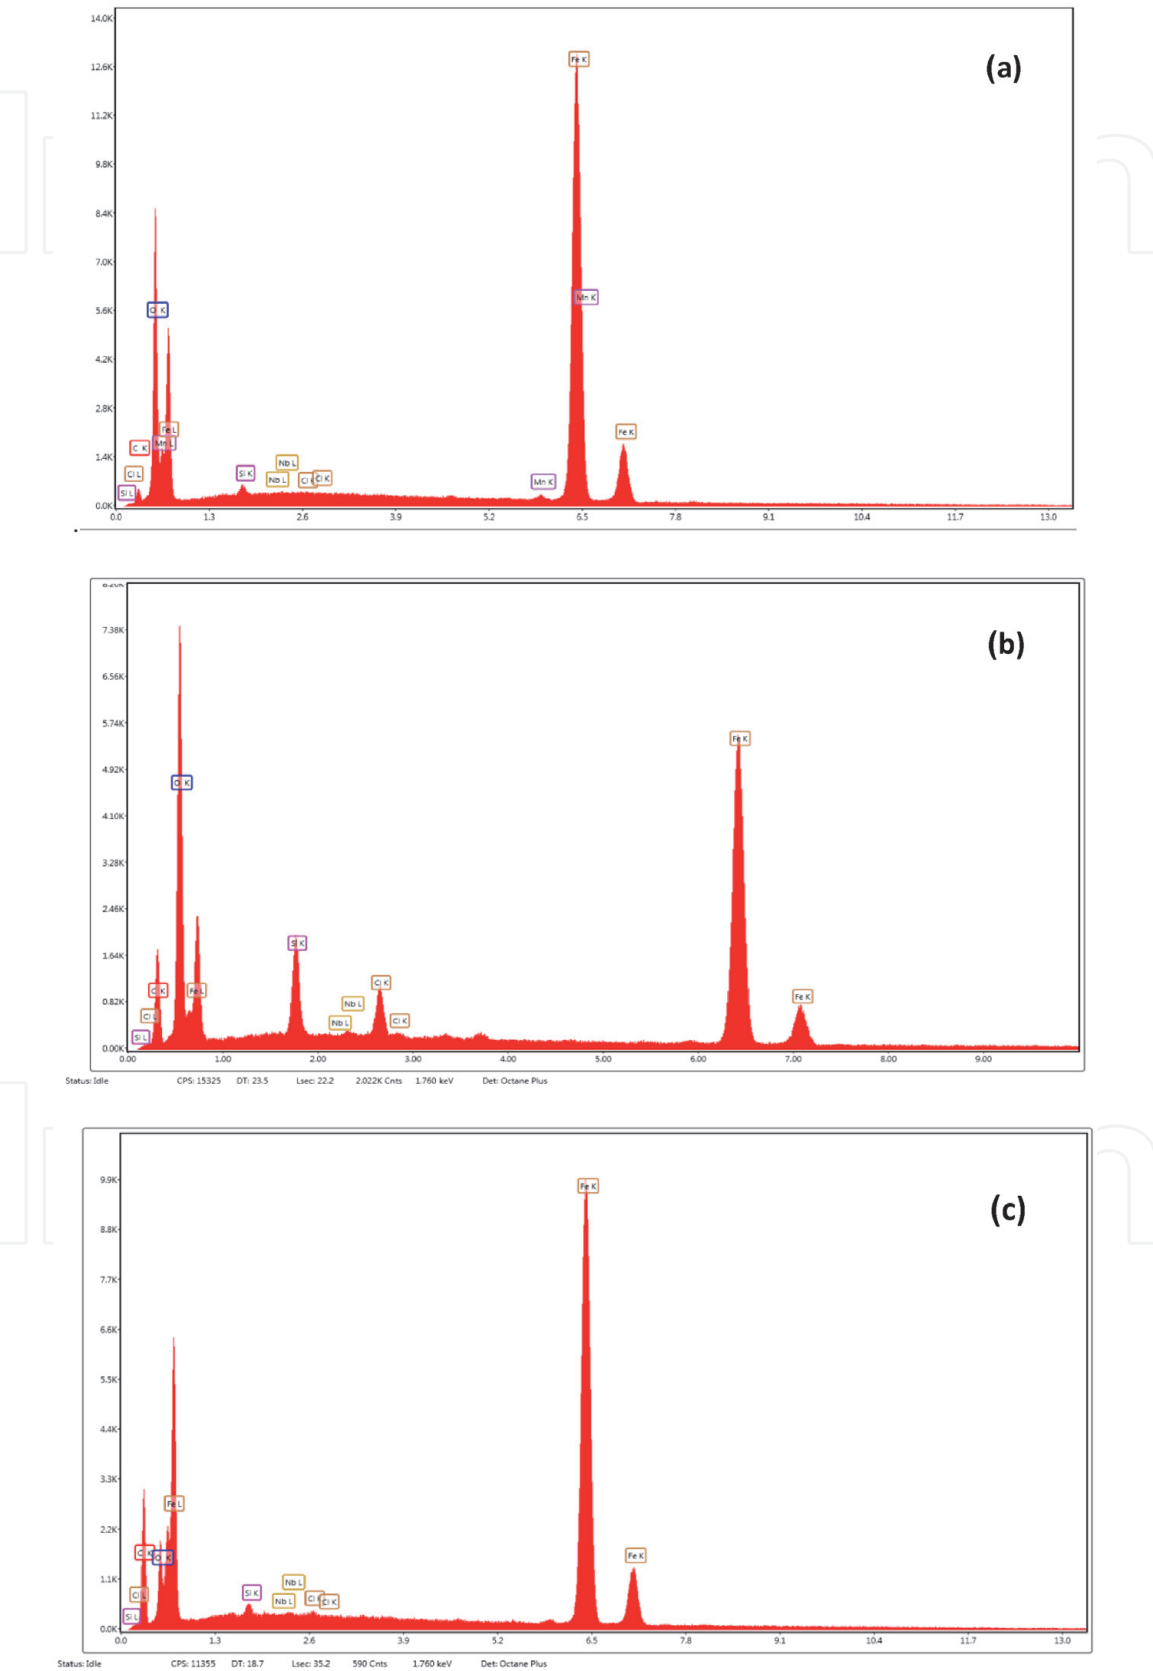 14.0K
(a)
Fe K
12.6K
11.2K
9.8K
8.4K
7.0K
Mn K
5.6K
O K
4.2K
2.8K
Fe L
Fe K
Mn L
C K
1.4K
Nb L
Cl L
Si K
Nb L
Cl K
Cl K
Mn K
Si L
0.0K
0.0 1.3 2.6 3.9 5.2 6.5 7.8 9.1 10.4 11.7 13.0
8.20K
7.38K
(b)
6.56K
5.74K
Fe K
4.92K
O K
4.10K
3.28K
2.46K
Si K
1.64K
Cl K
C K
Fe L
Fe K
0.82K
Nb L
Cl L
Nb L
Cl K
Si L
0.00K
0.00 1.00 2.00 3.00 4.00 5.00 6.00 7.00 8.00 9.00
Status: Idle CPS: 15325 DT: 23.5 Lsec: 22.2 2.022K Cnts 1.760 keV Det: Octane Plus
9.9K
Fe K
(c)
8.8K
7.7K
6.6K
5.5K
4.4K
3.3K
Fe L
2.2K
C K
O K
Fe K
1.1K
Nb L
Cl L
Si K
Nb L
Cl K
Cl K
Si L
0.0K
0.0 1.3 2.6 3.9 5.2 6.5 7.8 9.1 10.4 11.7 13.0
Status: Idle CPS: 11355 DT: 18.7 Lsec: 35.2 590 Cnts 1.760 keV Det: Octane Plus